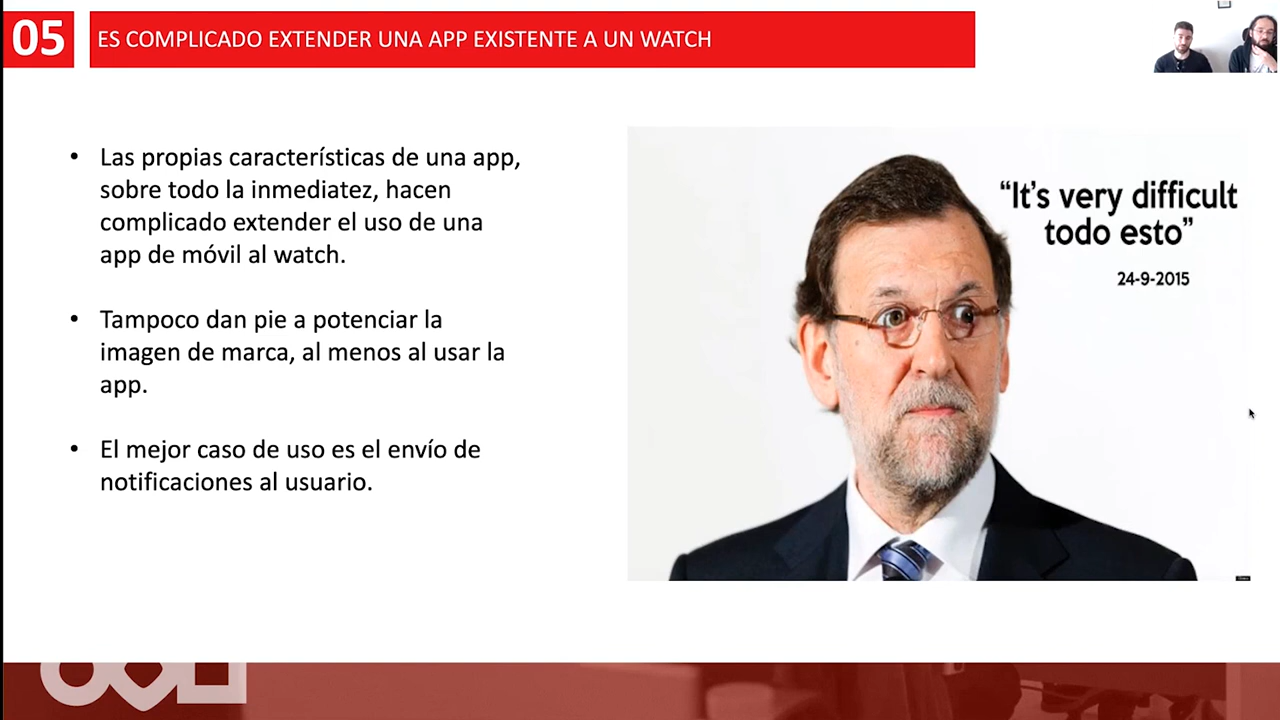 05
ES COMPLICADO EXTENDER UNA APP EXISTENTE A UN WATCH
• Las propias características de una app,
sobre todo la inmediatez, hacen
complicado extender el uso de una
app de móvil al watch.
• Tampoco dan pie a potenciar la
imagen de marca, al menos al usar la
app.
• El mejor caso de uso es el envío de
notificaciones al usuario.
“It’s very difficult
todo esto”
24-9-2015